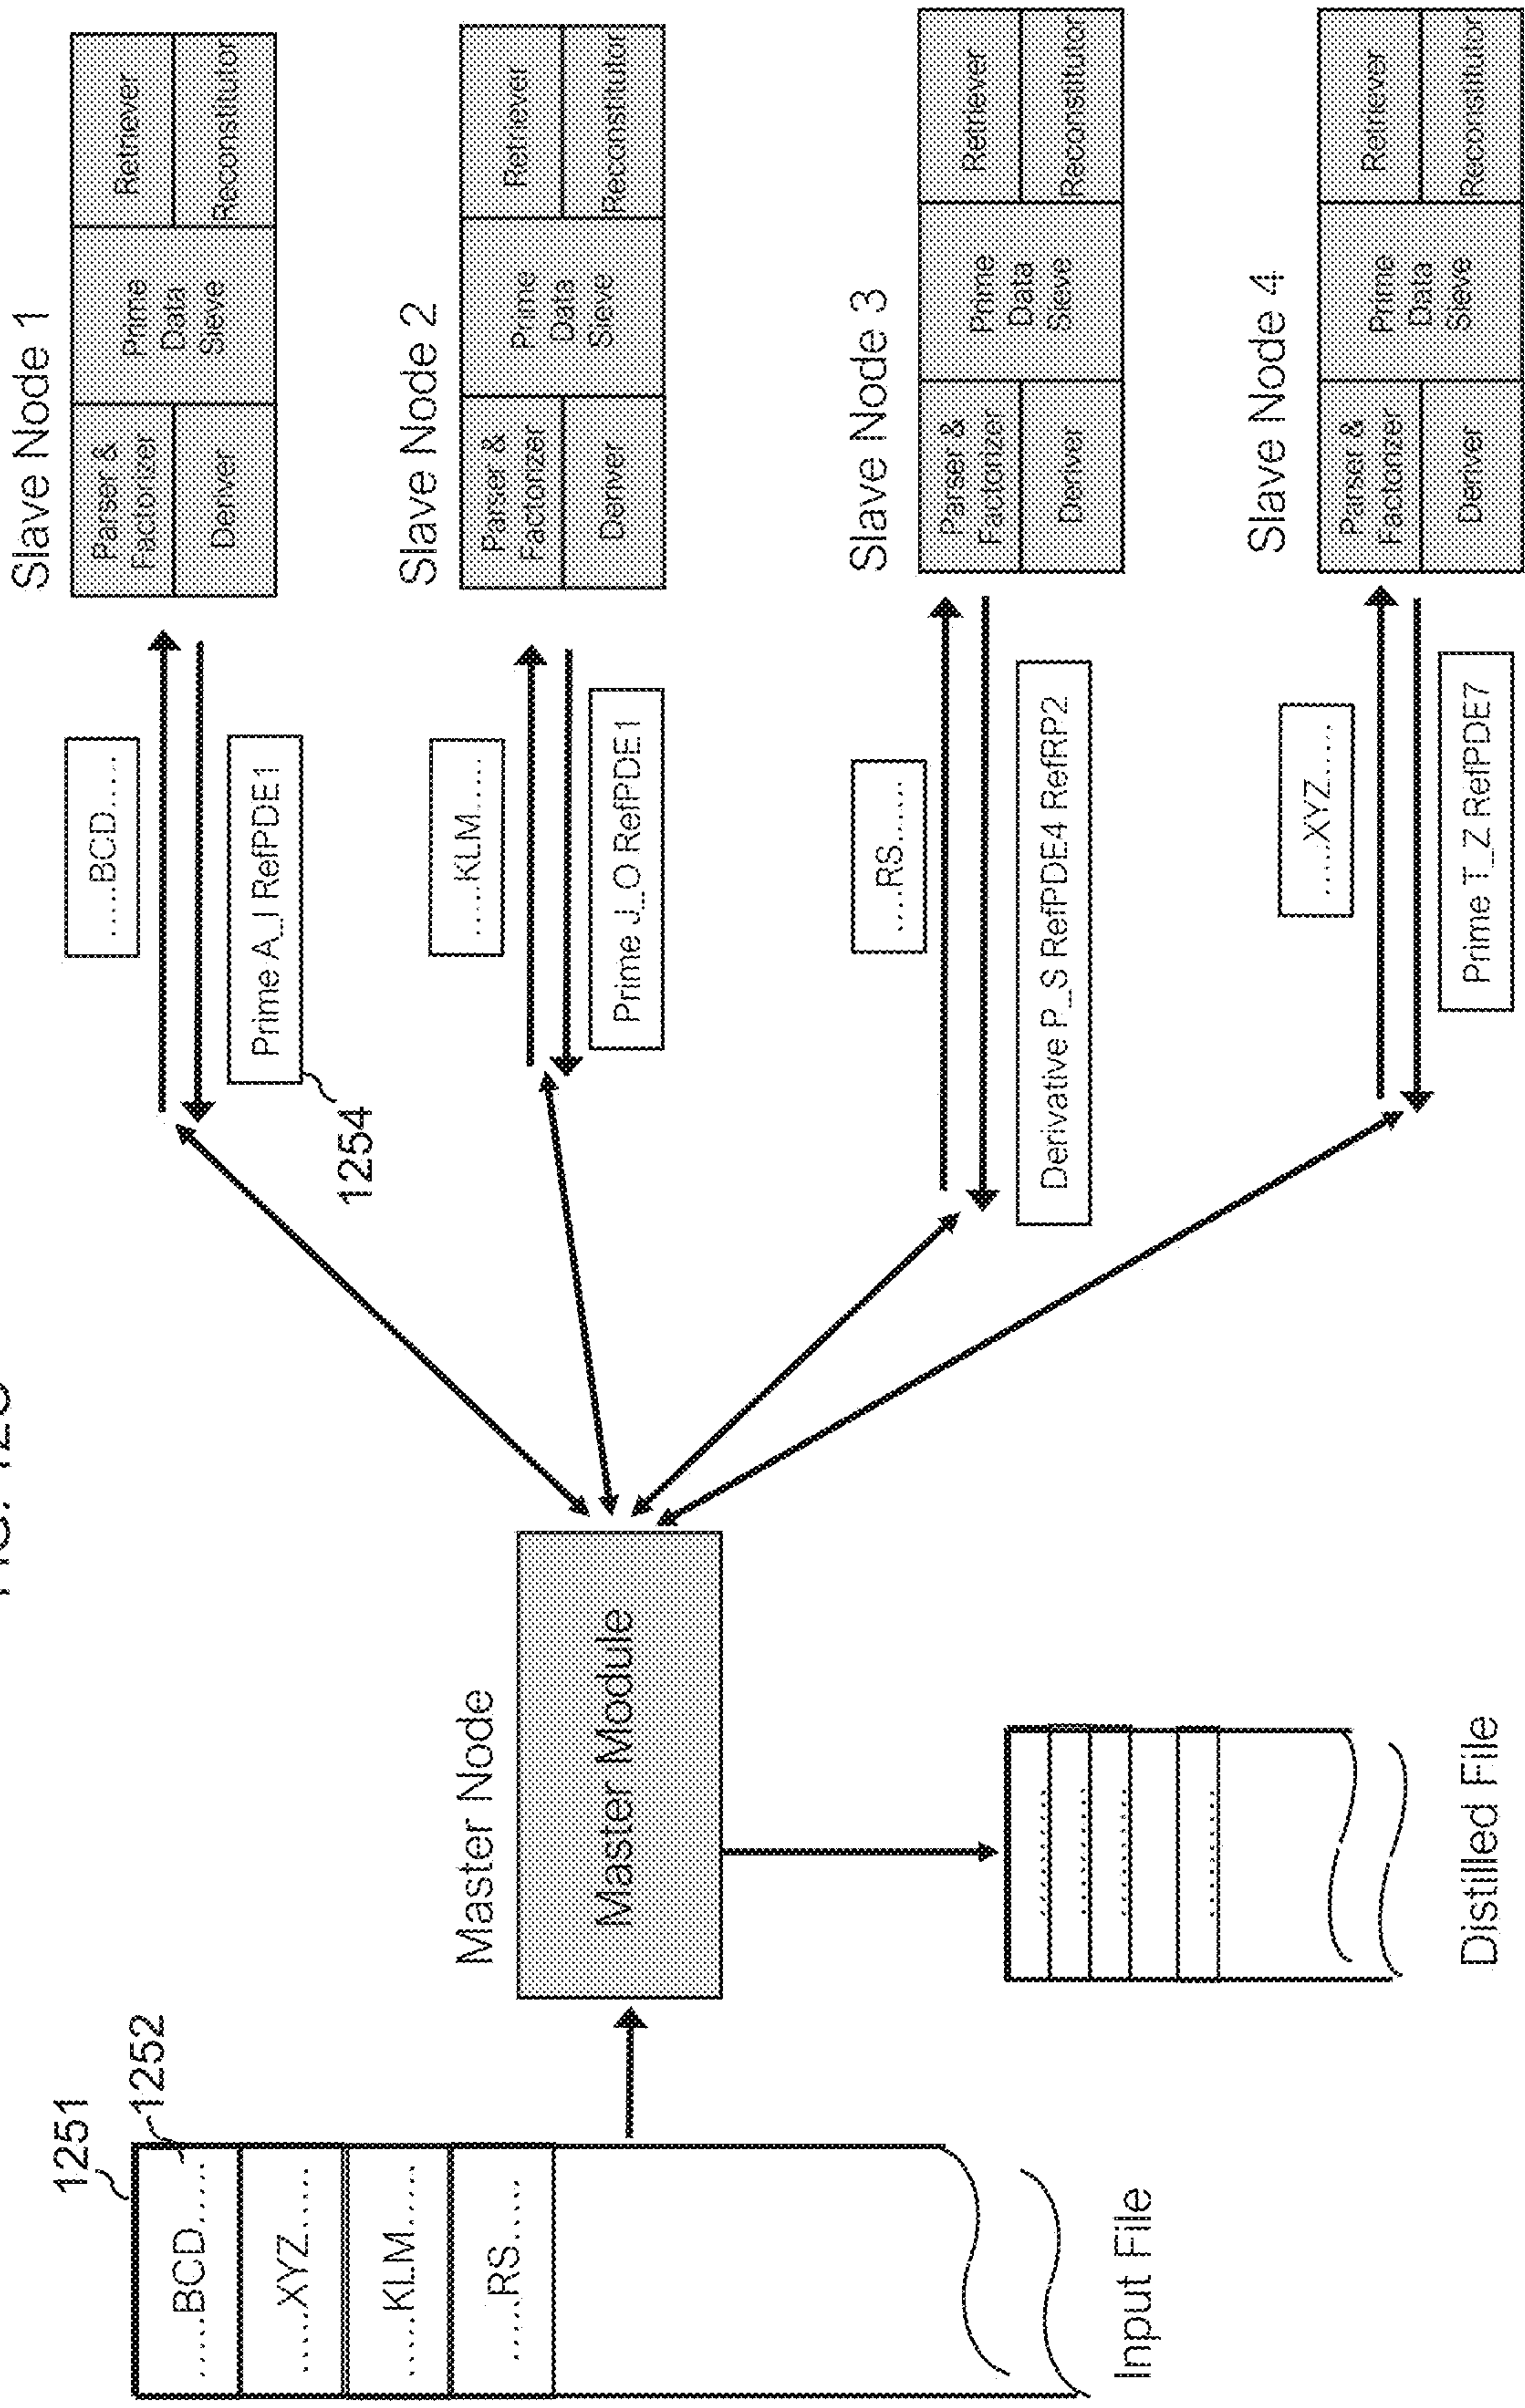 1251
1252
.....BCD.....
.....XYZ.....
.....KLM.....
.....RS.....
Input File
Master Node
Master Module
Distilled File
1254
.....BCD.....
Prime A_I RefPDE1
.....KLM.....
Prime J_O RefPDE1
.....RS......
Derivative P_S RefPDE4 RefRP2
.....XYZ.....
Prime T_Z RefPDE7
Slave Node 1
Parser &
Factorizer
Deriver
Prime
Data
Sieve
Retriever
Reconstitutor
Slave Node 2
Parser &
Factorizer
Deriver
Prime
Data
Sieve
Retriever
Reconstitutor
Slave Node 3
Parser &
Factorizer
Deriver
Prime
Data
Sieve
Retriever
Reconstitutor
Slave Node 4
Parser &
Factorizer
Deriver
Prime
Data
Sieve
Retriever
Reconstitutor